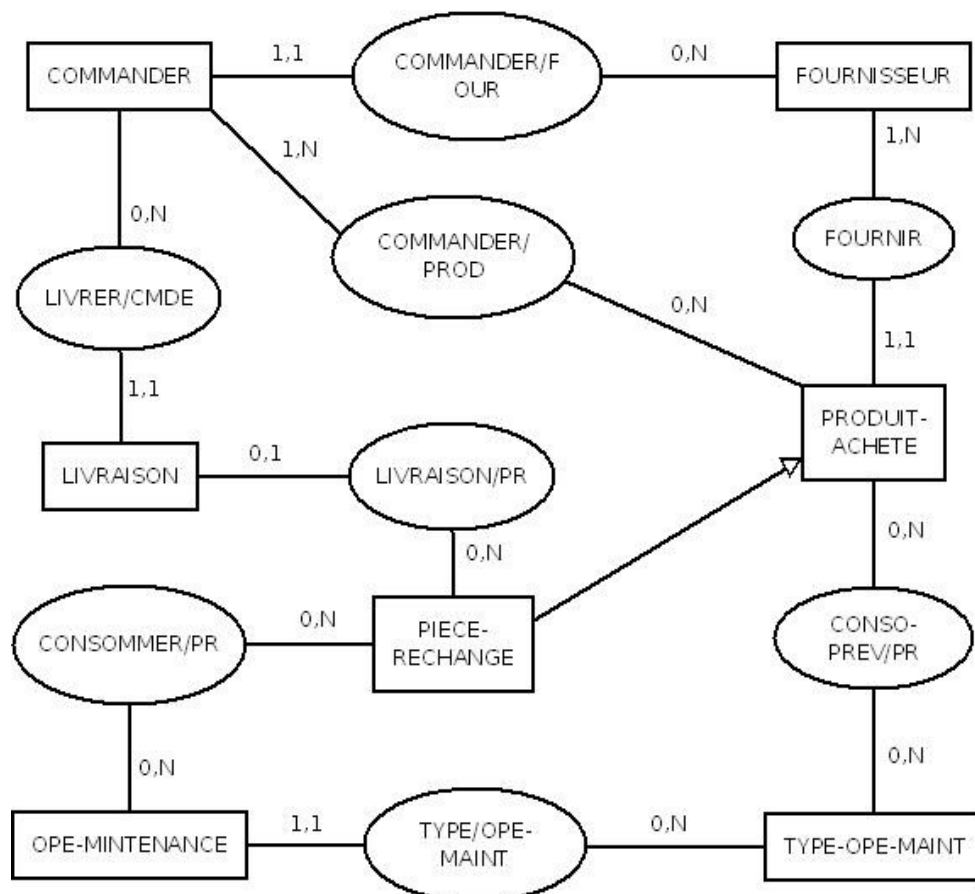 COMMANDER
1,1
COMMANDER/F
OUR
0,N
FOURNISSEUR
1,N
1,N
0,N
COMMANDER/
PROD
FOURNIR
LIVRER/CMDE
0,N
1,1
1,1
PRODUIT-
ACHETE
LIVRAISON
0,1
LIVRAISON/PR
0,N
0,N
CONSOMMER/PR
0,N
PIECE-
RECHANGE
CONSO-
PREV/PR
0,N
0,N
OPE-MINTENANCE
1,1
TYPE/OPE-
MAINT
0,N
TYPE-OPE-MAINT